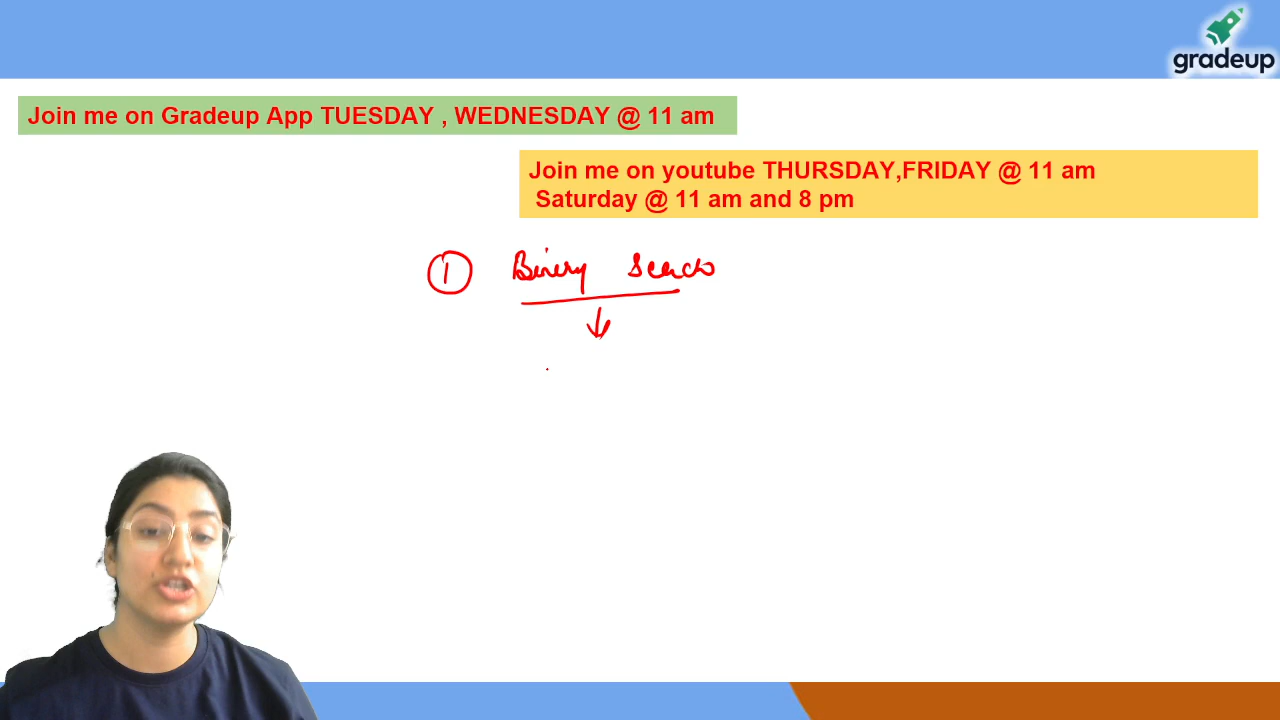 gradeup
Join me on Gradeup App TUESDAY , WEDNESDAY @ 11 am
Join me on youtube THURSDAY,FRIDAY @ 11 am
Saturday @ 11 am and 8 pm
1 Binary Search